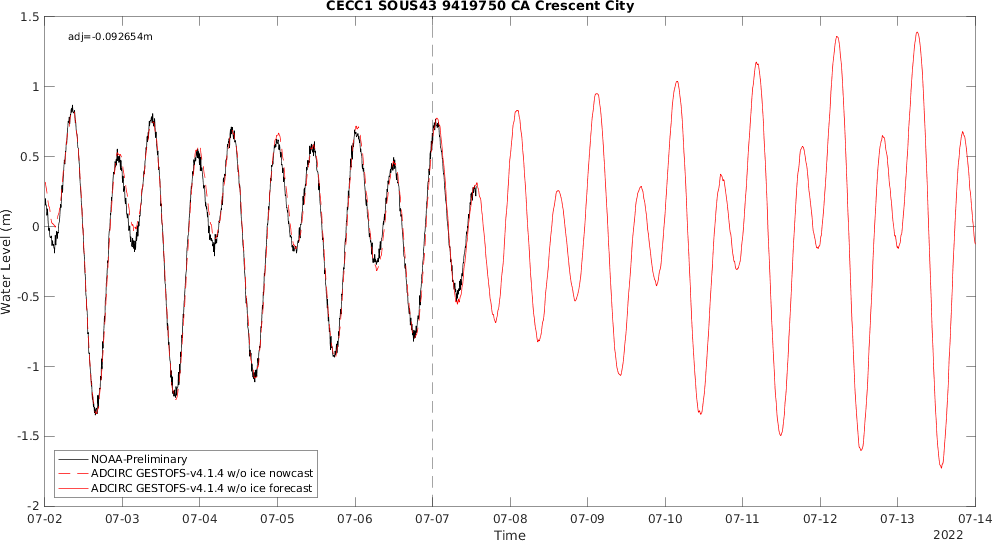 CECC1 SOUS43 9419750 CA Crescent City
adj=-0.092654m
1.5
1
0.5
0
-0.5
-1
-1.5
-2
Water Level (m)
NOAA-Preliminary
ADCIRC GESTOFS-v4.1.4 w/o ice nowcast
ADCIRC GESTOFS-v4.1.4 w/o ice forecast
07-02 07-03 07-04 07-05 07-06 07-07 07-08 07-09 07-10 07-11 07-12 07-13 07-14
Time
2022